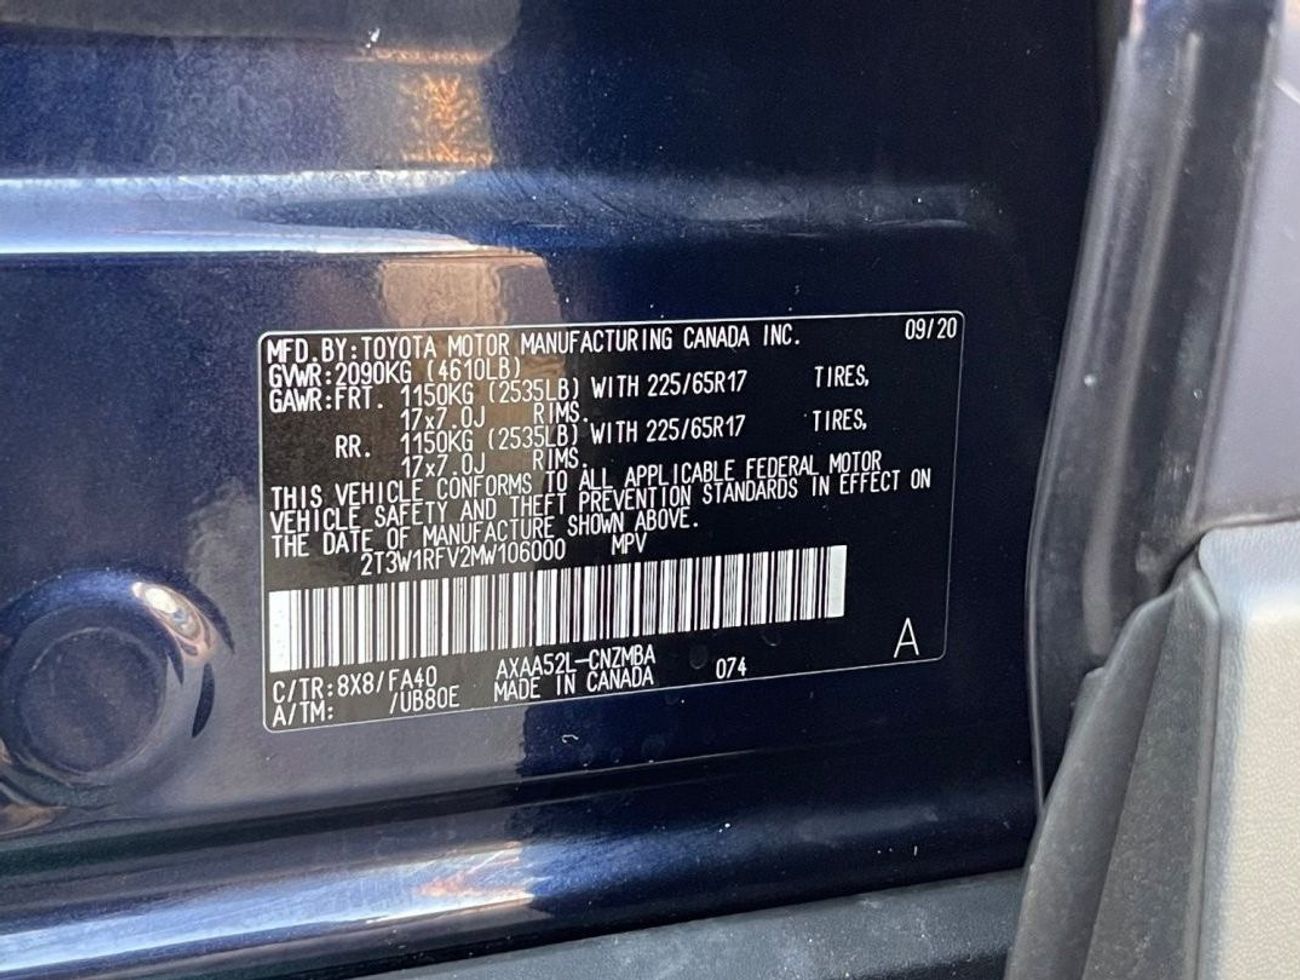 MFD.BY:TOYOTA MOTOR MANUFACTURING CANADA INC. 09/20
GVWR:2090KG (4610LB)
GAWR:FRT. 1150KG (2535LB) WITH 225/65R17 TIRES,
17x7.0J RIMS.
RR. 1150KG (2535LB) WITH 225/65R17 TIRES,
17x7.0J RIMS.
THIS VEHICLE CONFORMS TO ALL APPLICABLE FEDERAL MOTOR
VEHICLE SAFETY AND THEFT PREVENTION STANDARDS IN EFFECT ON
THE DATE OF MANUFACTURE SHOWN ABOVE.
2T3W1RFV2MW106000 MPV
C/TR:8X8/FA40 AXAA52L-CNZMBA 074 A
A/TM: /UB80E MADE IN CANADA